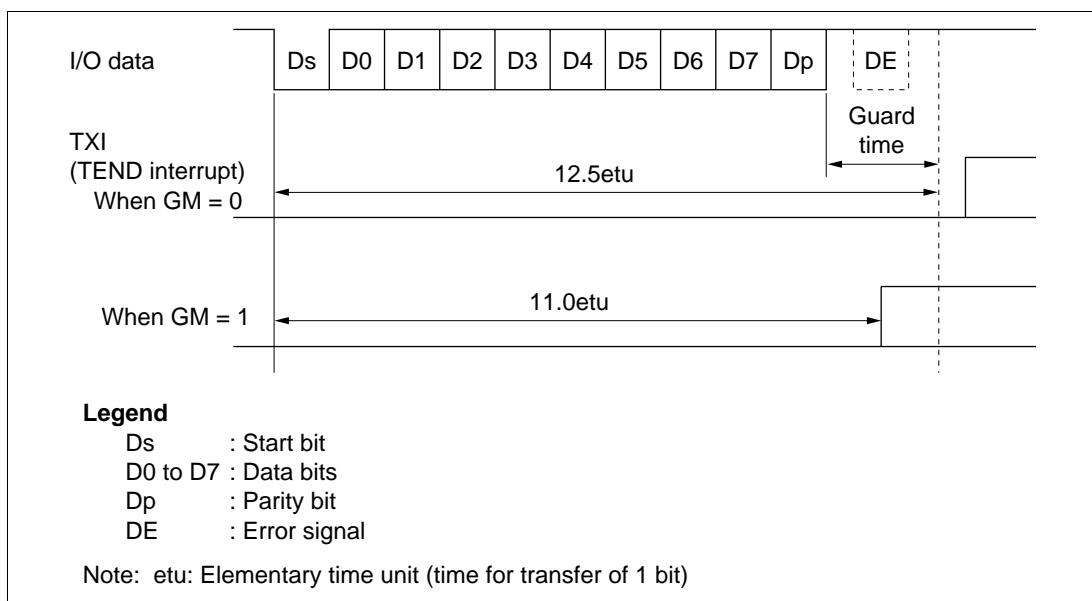 I/O data
Ds D0 D1 D2 D3 D4 D5 D6 D7 Dp DE
Guard
time
TXI
(TEND interrupt)
When GM = 0
12.5etu
When GM = 1
11.0etu
Legend
Ds : Start bit
D0 to D7 : Data bits
Dp : Parity bit
DE : Error signal
Note: etu: Elementary time unit (time for transfer of 1 bit)